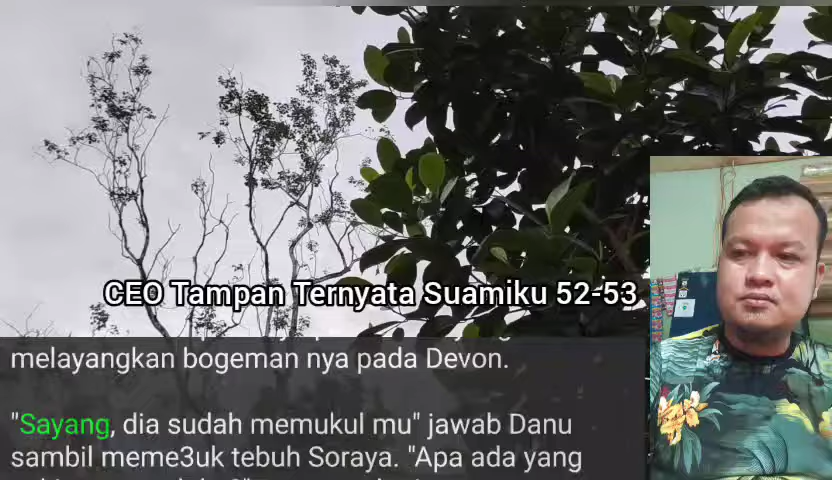 CEO Tampan Ternyata Suamiku 52-53
melayangkan bogeman nya pada Devon.
"Sayang, dia sudah memukul mu" jawab Danu
sambil meme3uk tebuh Soraya. "Apa ada yang